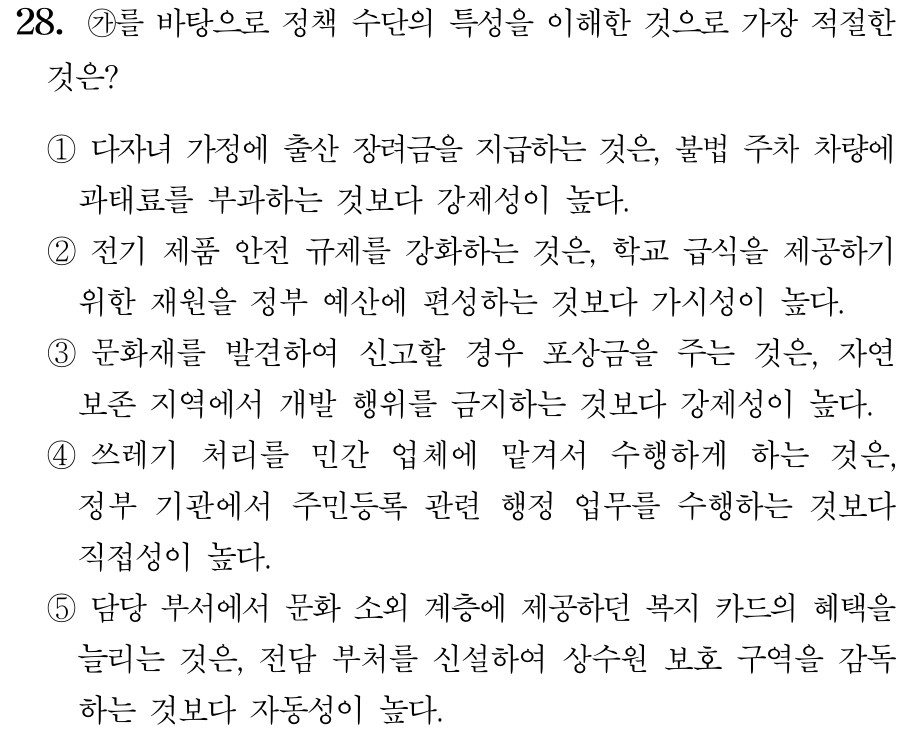 28. ㉮를 바탕으로 정책 수단의 특성을 이해한 것으로 가장 적절한
것은?
① 다자녀 가정에 출산 장려금을 지급하는 것은, 불법 주차 차량에
과태료를 부과하는 것보다 강제성이 높다.
② 전기 제품 안전 규제를 강화하는 것은, 학교 급식을 제공하기
위한 재원을 정부 예산에 편성하는 것보다 가시성이 높다.
③ 문화재를 발견하여 신고할 경우 포상금을 주는 것은, 자연
보존 지역에서 개발 행위를 금지하는 것보다 강제성이 높다.
④ 쓰레기 처리를 민간 업체에 맡겨서 수행하게 하는 것은,
정부 기관에서 주민등록 관련 행정 업무를 수행하는 것보다
직접성이 높다.
⑤ 담당 부서에서 문화 소외 계층에 제공하던 복지 카드의 혜택을
늘리는 것은, 전담 부처를 신설하여 상수원 보호 구역을 감독
하는 것보다 자동성이 높다.